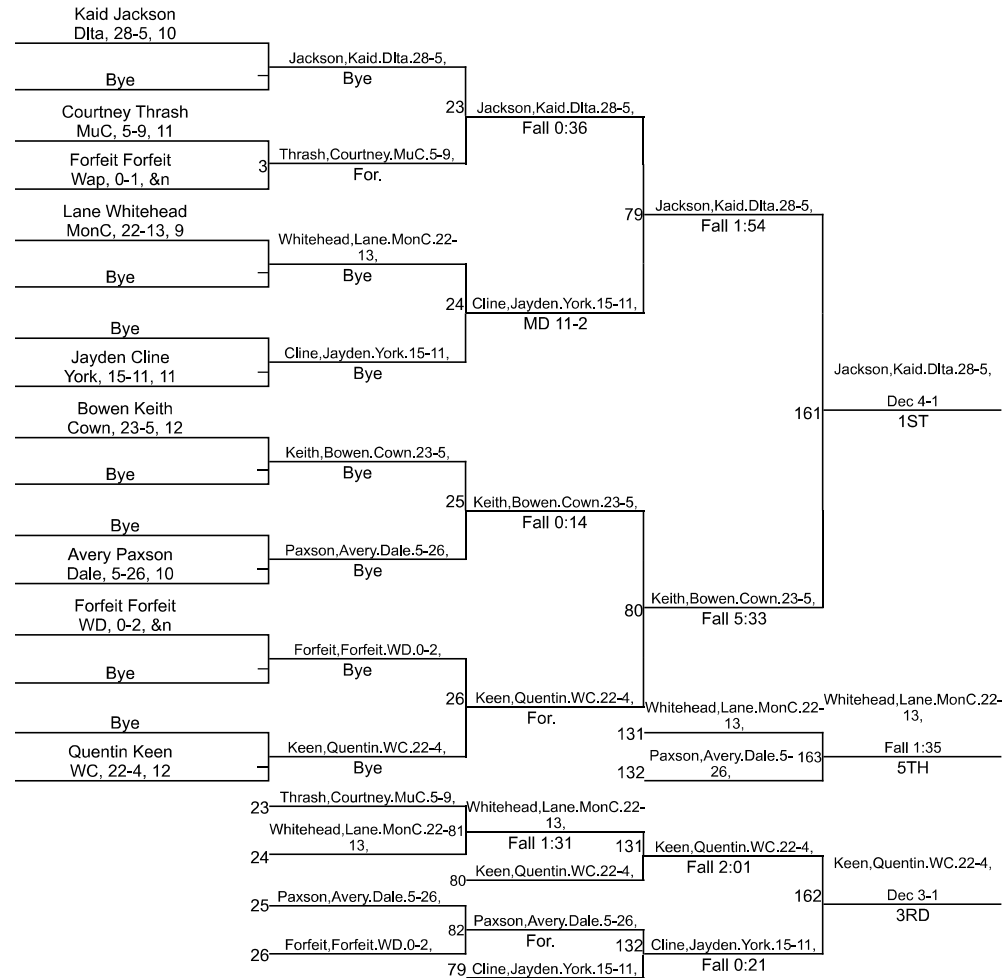 Kaid Jackson
Dlta, 28-5, 10
Bye
Jackson,Kaid.Dlta.28-5,
Bye
Courtney Thrash
MuC, 5-9, 11
Forfeit Forfeit
Wap, 0-1, &n
3
Thrash,Courtney.MuC.5-9,
For.
23
Jackson,Kaid.Dlta.28-5,
Fall 0:36
Lane Whitehead
MonC, 22-13, 9
Bye
Whitehead,Lane.MonC.22-
13,
Bye
Bye
Jayden Cline
York, 15-11, 11
Cline,Jayden.York.15-11,
Bye
24
Cline,Jayden.York.15-11,
MD 11-2
79
Jackson,Kaid.Dlta.28-5,
Fall 1:54
Bowen Keith
Cown, 23-5, 12
Bye
Keith,Bowen.Cown.23-5,
Bye
Bye
Avery Paxson
Dale, 5-26, 10
Paxson,Avery.Dale.5-26,
Bye
25
Keith,Bowen.Cown.23-5,
Fall 0:14
Forfeit Forfeit
WD, 0-2, &n
Bye
Forfeit,Forfeit.WD.0-2,
Bye
Bye
Quentin Keen
WC, 22-4, 12
Keen,Quentin.WC.22-4,
Bye
26
Keen,Quentin.WC.22-4,
For.
80
Keith,Bowen.Cown.23-5,
Fall 5:33
161
Jackson,Kaid.Dlta.28-5,
Dec 4-1
1ST
131
Whitehead,Lane.MonC.22-
13,
132
Paxson,Avery.Dale.5-
26,
163
Whitehead,Lane.MonC.22-
13,
Fall 1:35
5TH
23
Thrash,Courtney.MuC.5-9,
24
Whitehead,Lane.MonC.22-
13,
81
Whitehead,Lane.MonC.22-
13,
Fall 1:31
80
Keen,Quentin.WC.22-4,
131
Keen,Quentin.WC.22-4,
Fall 2:01
25
Paxson,Avery.Dale.5-26,
26
Forfeit,Forfeit.WD.0-2,
82
Paxson,Avery.Dale.5-26,
For.
79
Cline,Jayden.York.15-11,
132
Cline,Jayden.York.15-11,
Fall 0:21
162
Keen,Quentin.WC.22-4,
Dec 3-1
3RD